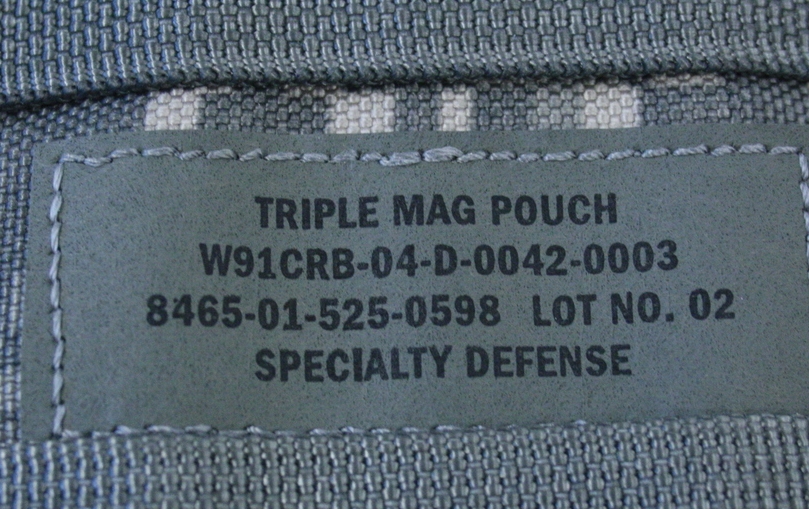 TRIPLE MAG POUCH
W91CRB-04-D-0042-0003
8465-01-525-0598 LOT NO. 02
SPECIALTY DEFENSE